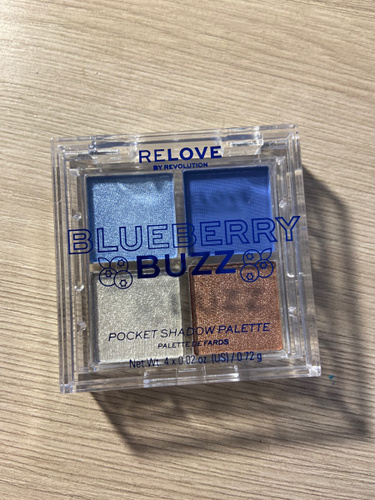 RELOVE
BY REVOLUTION
BLUEBERRY
BUZZ
POCKET SHADOW PALETTE
PALETTE DE FARDS
Net Wt. 4 x 0.02 oz. (US) / 0.72 g